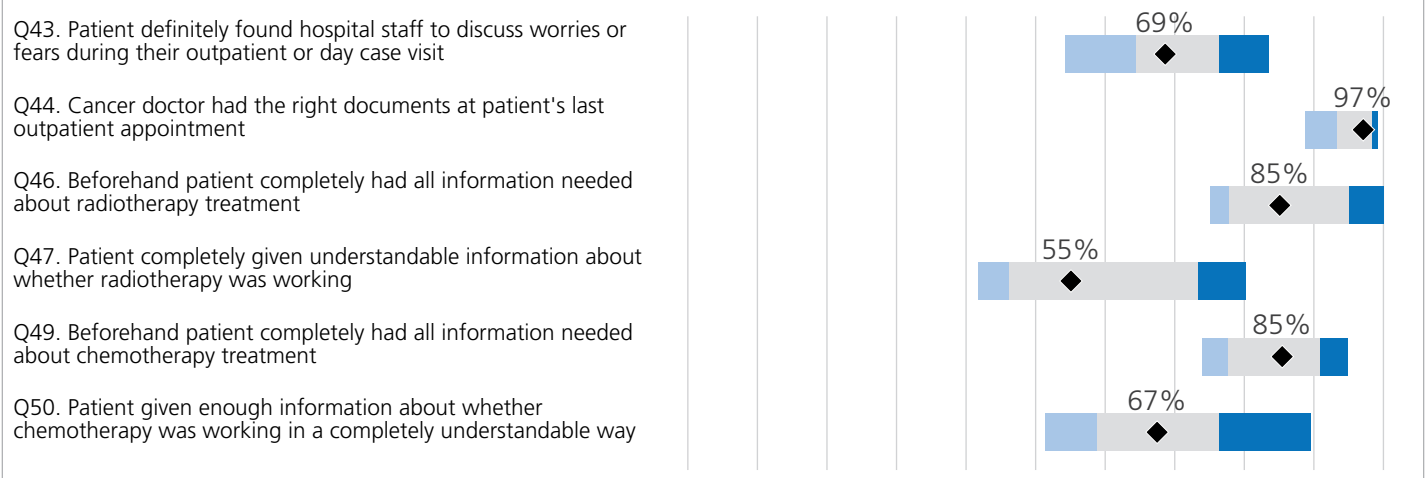 Q43. Patient definitely found hospital staff to discuss worries or
fears during their outpatient or day case visit
69%
Q44. Cancer doctor had the right documents at patient's last
outpatient appointment
97%
Q46. Beforehand patient completely had all information needed
about radiotherapy treatment
85%
Q47. Patient completely given understandable information about
whether radiotherapy was working
55%
Q49. Beforehand patient completely had all information needed
about chemotherapy treatment
85%
Q50. Patient given enough information about whether
chemotherapy was working in a completely understandable way
67%